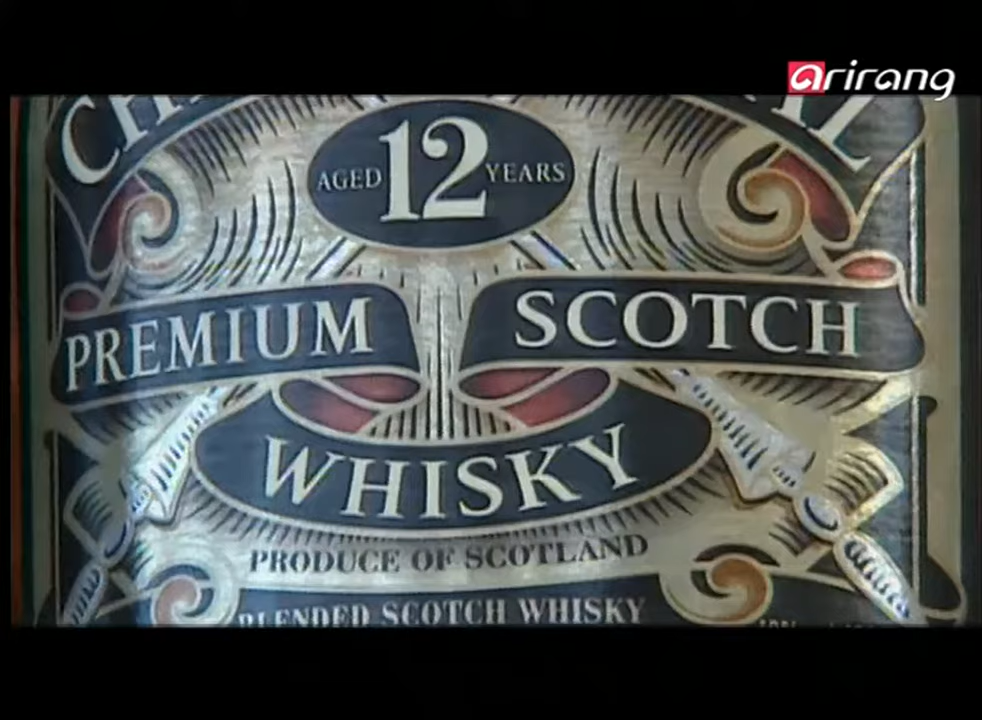 arirang
AGED 12 YEARS
PREMIUM SCOTCH
WHISKY
PRODUCE OF SCOTLAND
BLENDED SCOTCH WHISKY